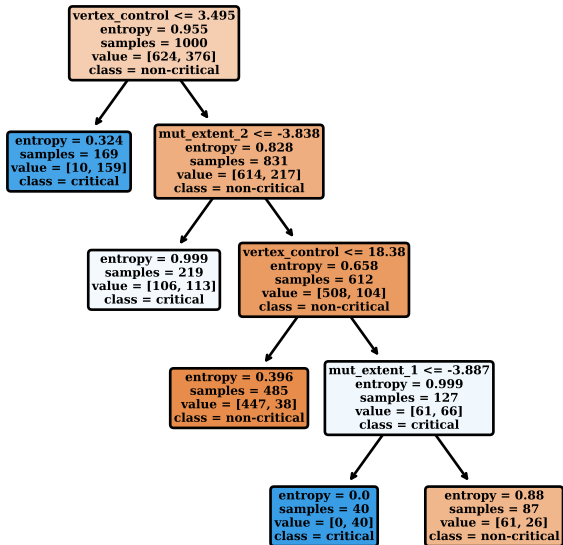 vertex_control <= 3.495
entropy = 0.955
samples = 1000
value = [624, 376]
class = non-critical
entropy = 0.324
samples = 169
value = [10, 159]
class = critical
mut_extent_2 <= -3.838
entropy = 0.828
samples = 831
value = [614, 217]
class = non-critical
entropy = 0.999
samples = 219
value = [106, 113]
class = critical
vertex_control <= 18.38
entropy = 0.658
samples = 612
value = [508, 104]
class = non-critical
entropy = 0.396
samples = 485
value = [447, 38]
class = non-critical
mut_extent_1 <= -3.887
entropy = 0.999
samples = 127
value = [61, 66]
class = critical
entropy = 0.0
samples = 40
value = [0, 40]
class = critical
entropy = 0.88
samples = 87
value = [61, 26]
class = non-critical